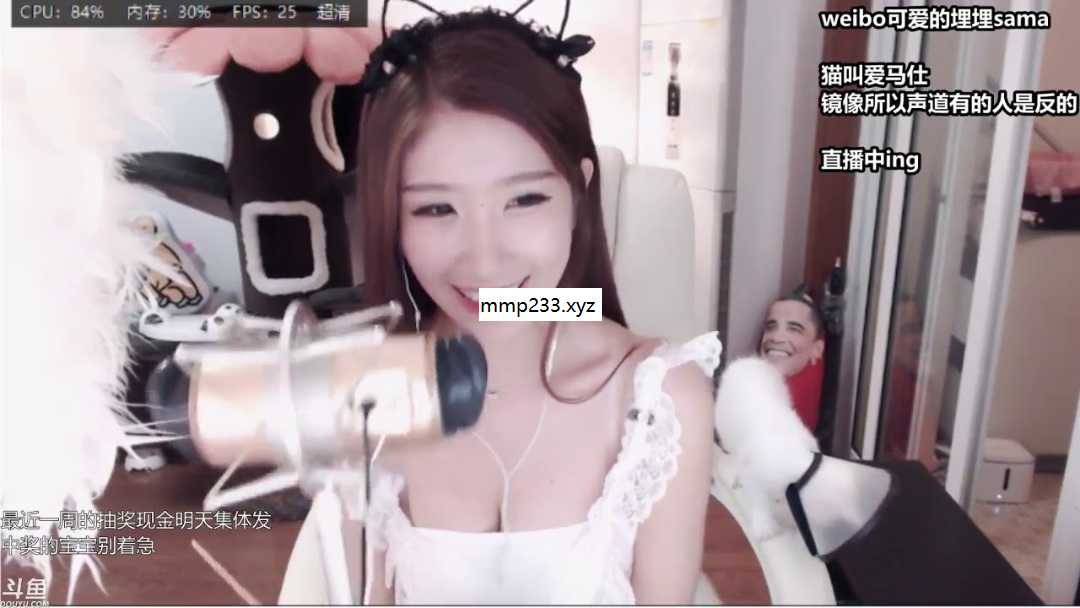 CPU: 84% 内存: 30% FPS: 25 超清
weibo可爱的埋埋sama
猫叫爱马仕
镜像所以声道有的人是反的
直播中ing
mmp233.xyz
最近一周的抽奖现金明天集体发
中奖的宝宝别着急
斗鱼
DOUYU.COM